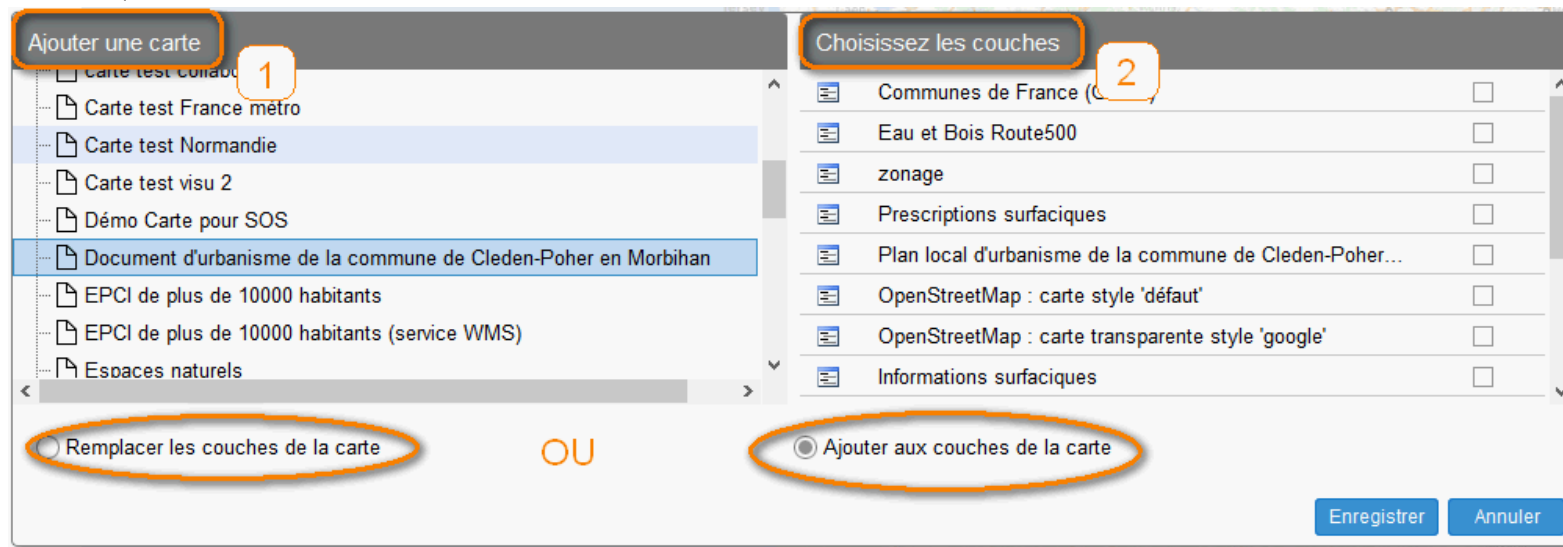 Ajouter une carte
1
carte test collabo
Carte test France métro
Carte test Normandie
Carte test visu 2
Démo Carte pour SOS
Document d'urbanisme de la commune de Cleden-Poher en Morbihan
EPCI de plus de 10000 habitants
EPCI de plus de 10000 habitants (service WMS)
Espaces naturels
Choisissez les couches
2
Communes de France
Eau et Bois Route500
zonage
Prescriptions surfaciques
Plan local d'urbanisme de la commune de Cleden-Poher...
OpenStreetMap : carte style 'défaut'
OpenStreetMap : carte transparente style 'google'
Informations surfaciques
Remplacer les couches de la carte
OU
Ajouter aux couches de la carte
Enregistrer
Annuler